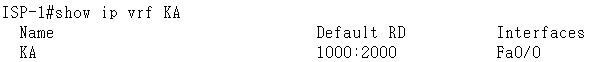 ISP-1#show ip vrf KA
Name Default RD Interfaces
KA 1000:2000 Fa0/0